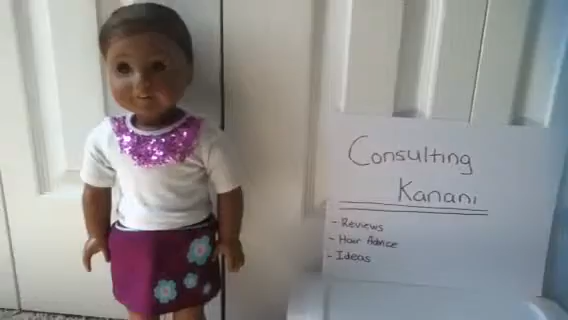 Consulting
Kanani
- Reviews
- Hair Advice
- Ideas